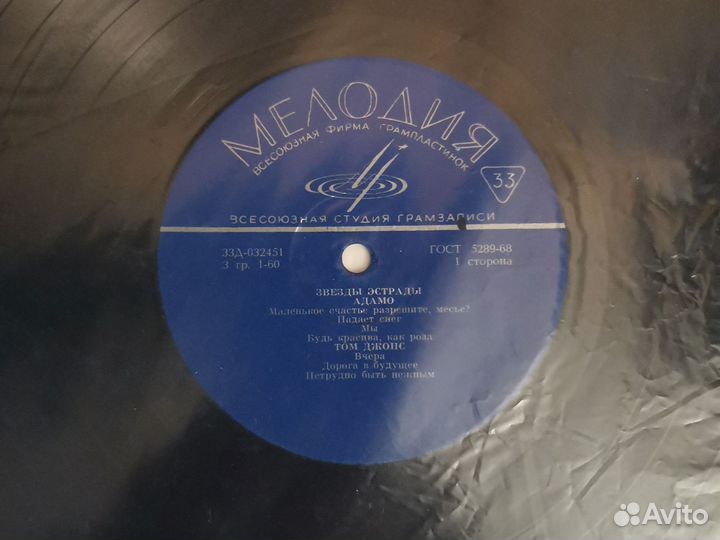 МЕЛОДИЯ
ВСЕСОЮЗНАЯ ФИРМА ГРАМПЛАСТИНОК
33
ВСЕСОЮЗНАЯ СТУДИЯ ГРАМЗАПИСИ
33Д-032451
ГОСТ 5289-68
3 гр. 1-60
1 сторона
ЗВЕЗДЫ ЭСТРАДЫ
АДАМО
Маленькое счастье разрешите, месье?
Падает снег
Мы
Будь красива, как роза
ТОМ ДЖОНС
Вчера
Дорога в будущее
Нетрудно быть нежным
Avito